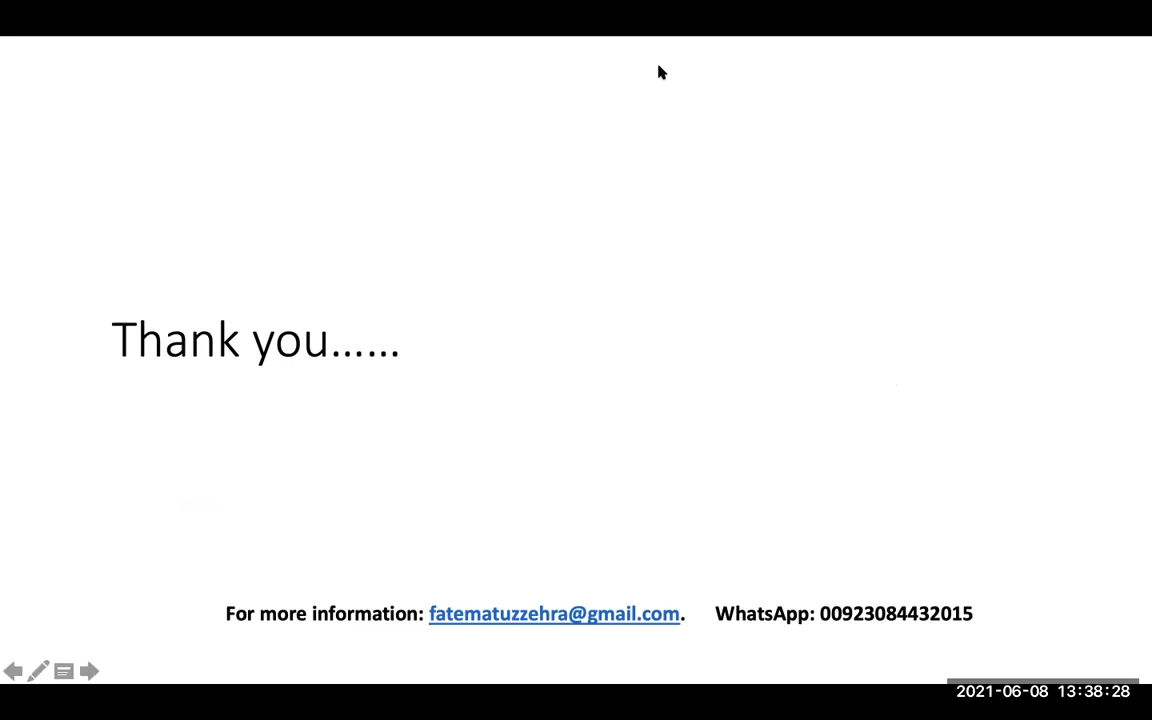 Thank you......
For more information: fatematuzzehra@gmail.com. WhatsApp: 00923084432015
2021-06-08 13:38:28